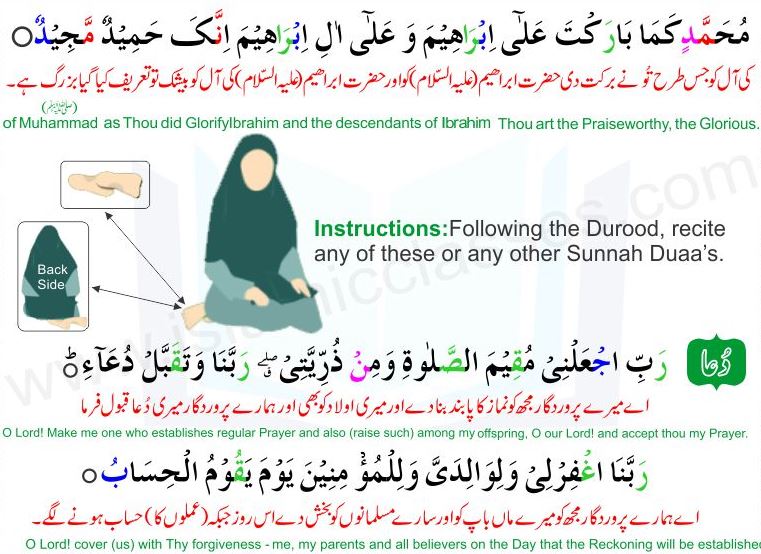 مُحَمَّدٍ كَمَا بَارَكْتَ عَلٰٓى اِبْرَاهِيْمَ وَ عَلٰٓى اٰلِ اِبْرَاهِيْمَ اِنَّكَ حَمِيْدٌ مَّجِيْدٌ ○
کی آل کو جس طرح تُو نے برکت دی حضرت ابراھیم (علیہ السّلام) کو اور حضرت ابراھیم (علیہ السّلام) کی آل کو بیشک تو تعریف کیا گیا بزرگ ہے۔
(ﷺ)
of Muhammad as Thou did GlorifyIbrahim and the descendants of Ibrahim Thou art the Praiseworthy, the Glorious.
Back
Side
Instructions:Following the Durood, recite
any of these or any other Sunnah Duaa's.
www.islamicclasses.com
دُعا
رَبِّ اجْعَلْنِیْ مُقِیْمَ الصَّلٰوةِ وَمِنْ ذُرِّیَّتِیْ ۖۗ رَبَّنَا وَتَقَبَّلْ دُعَآءِ ؕ○
اے میرے پروردگار مجھ کو نماز کا پابند بنا دے اور میری اولاد کو بھی اور ہمارے پروردگار میری دُعا قبول فرما
O Lord! Make me one who establishes regular Prayer and also (raise such) among my offspring, O our Lord! and accept thou my Prayer.
رَبَّنَا اغْفِرْلِیْ وَلِوَالِدَیَّ وَلِلْمُؤْ مِنِیْنَ یَوْمَ یَقُوْمُ الْحِسَابُ ○
اے ہمارے پروردگار مجھ کو میرے ماں باپ کو اور سارے مسلمانوں کو بخش دے اس روز جبکہ (عملوں کا) حساب ہونے لگے۔
O Lord! cover (us) with Thy forgiveness - me, my parents and all believers on the Day that the Reckoning will be establishe